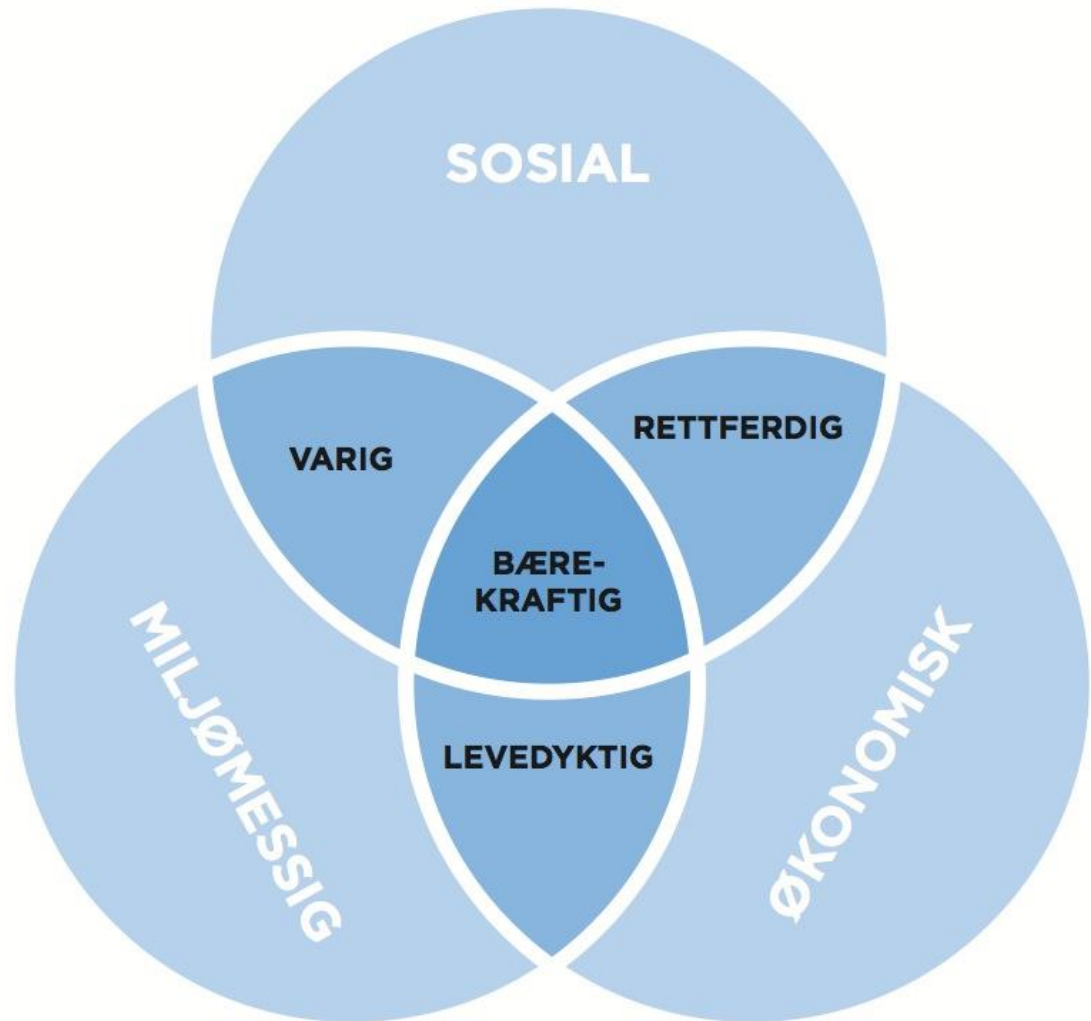 SOSIAL
RETTFERDIG
VARIG
BÆRE-
KRAFTIG
MILJØMESSIG
ØKONOMISK
LEVEDYKTIG